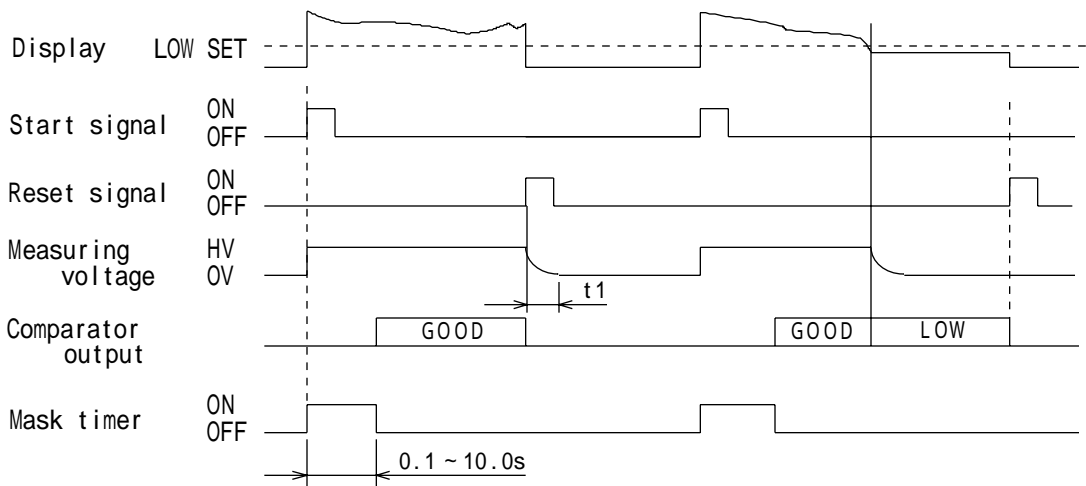 Display LOW SET
Start signal ON
OFF
Reset signal ON
OFF
Measuring voltage HV
0V
t1
Comparator output GOOD GOOD LOW
Mask timer ON
OFF
0.1~10.0s